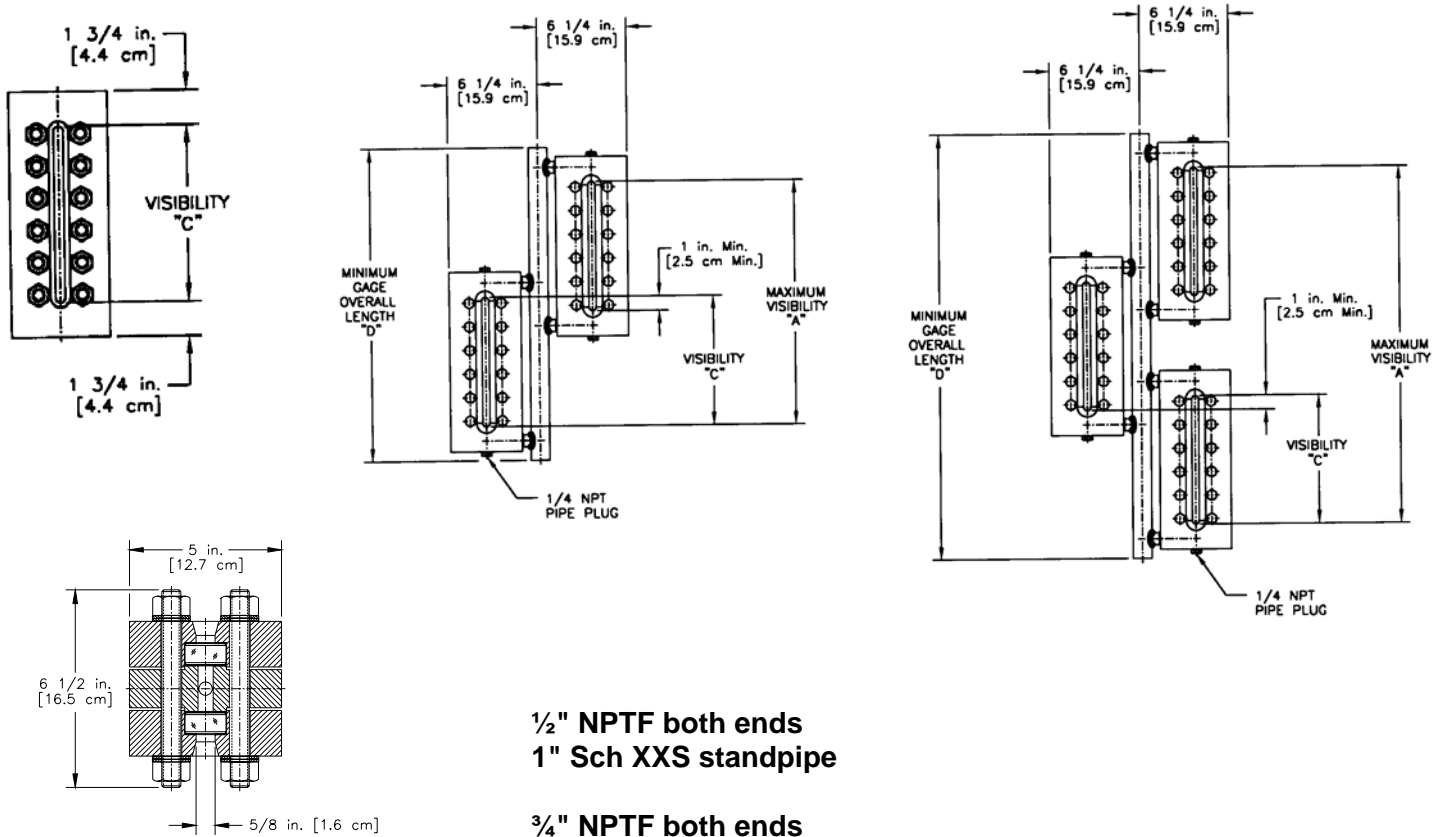 1 3/4 in.
[4.4 cm]
VISIBILITY
"C"
1 3/4 in.
[4.4 cm]
6 1/4 in.
[15.9 cm]
6 1/4 in.
[15.9 cm]
MINIMUM
GAGE
OVERALL
LENGTH
"D"
1 in. Min.
[2.5 cm Min.]
MAXIMUM
VISIBILITY
"A"
VISIBILITY
"C"
1/4 NPT
PIPE PLUG
6 1/4 in.
[15.9 cm]
6 1/4 in.
[15.9 cm]
MINIMUM
GAGE
OVERALL
LENGTH
"D"
1 in. Min.
[2.5 cm Min.]
MAXIMUM
VISIBILITY
"A"
VISIBILITY
"C"
1/4 NPT
PIPE PLUG
5 in.
[12.7 cm]
6 1/2 in.
[16.5 cm]
5/8 in. [1.6 cm]
½" NPTF both ends
1" Sch XXS standpipe
¾" NPTF both ends